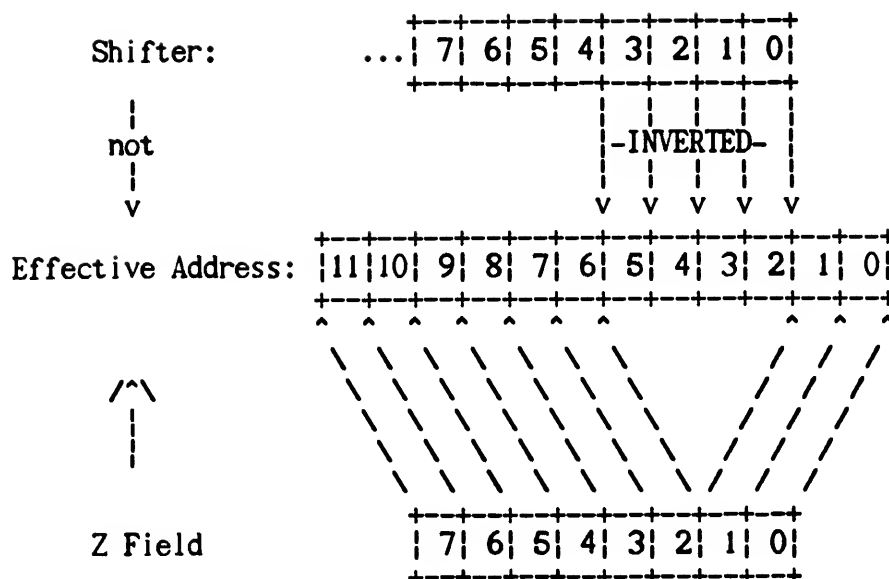 Shifter: ...| 7| 6| 5| 4| 3| 2| 1| 0|
not -INVERTED-
v v v v v v
Effective Address: |11|10| 9| 8| 7| 6| 5| 4| 3| 2| 1| 0|
Z Field | 7| 6| 5| 4| 3| 2| 1| 0|